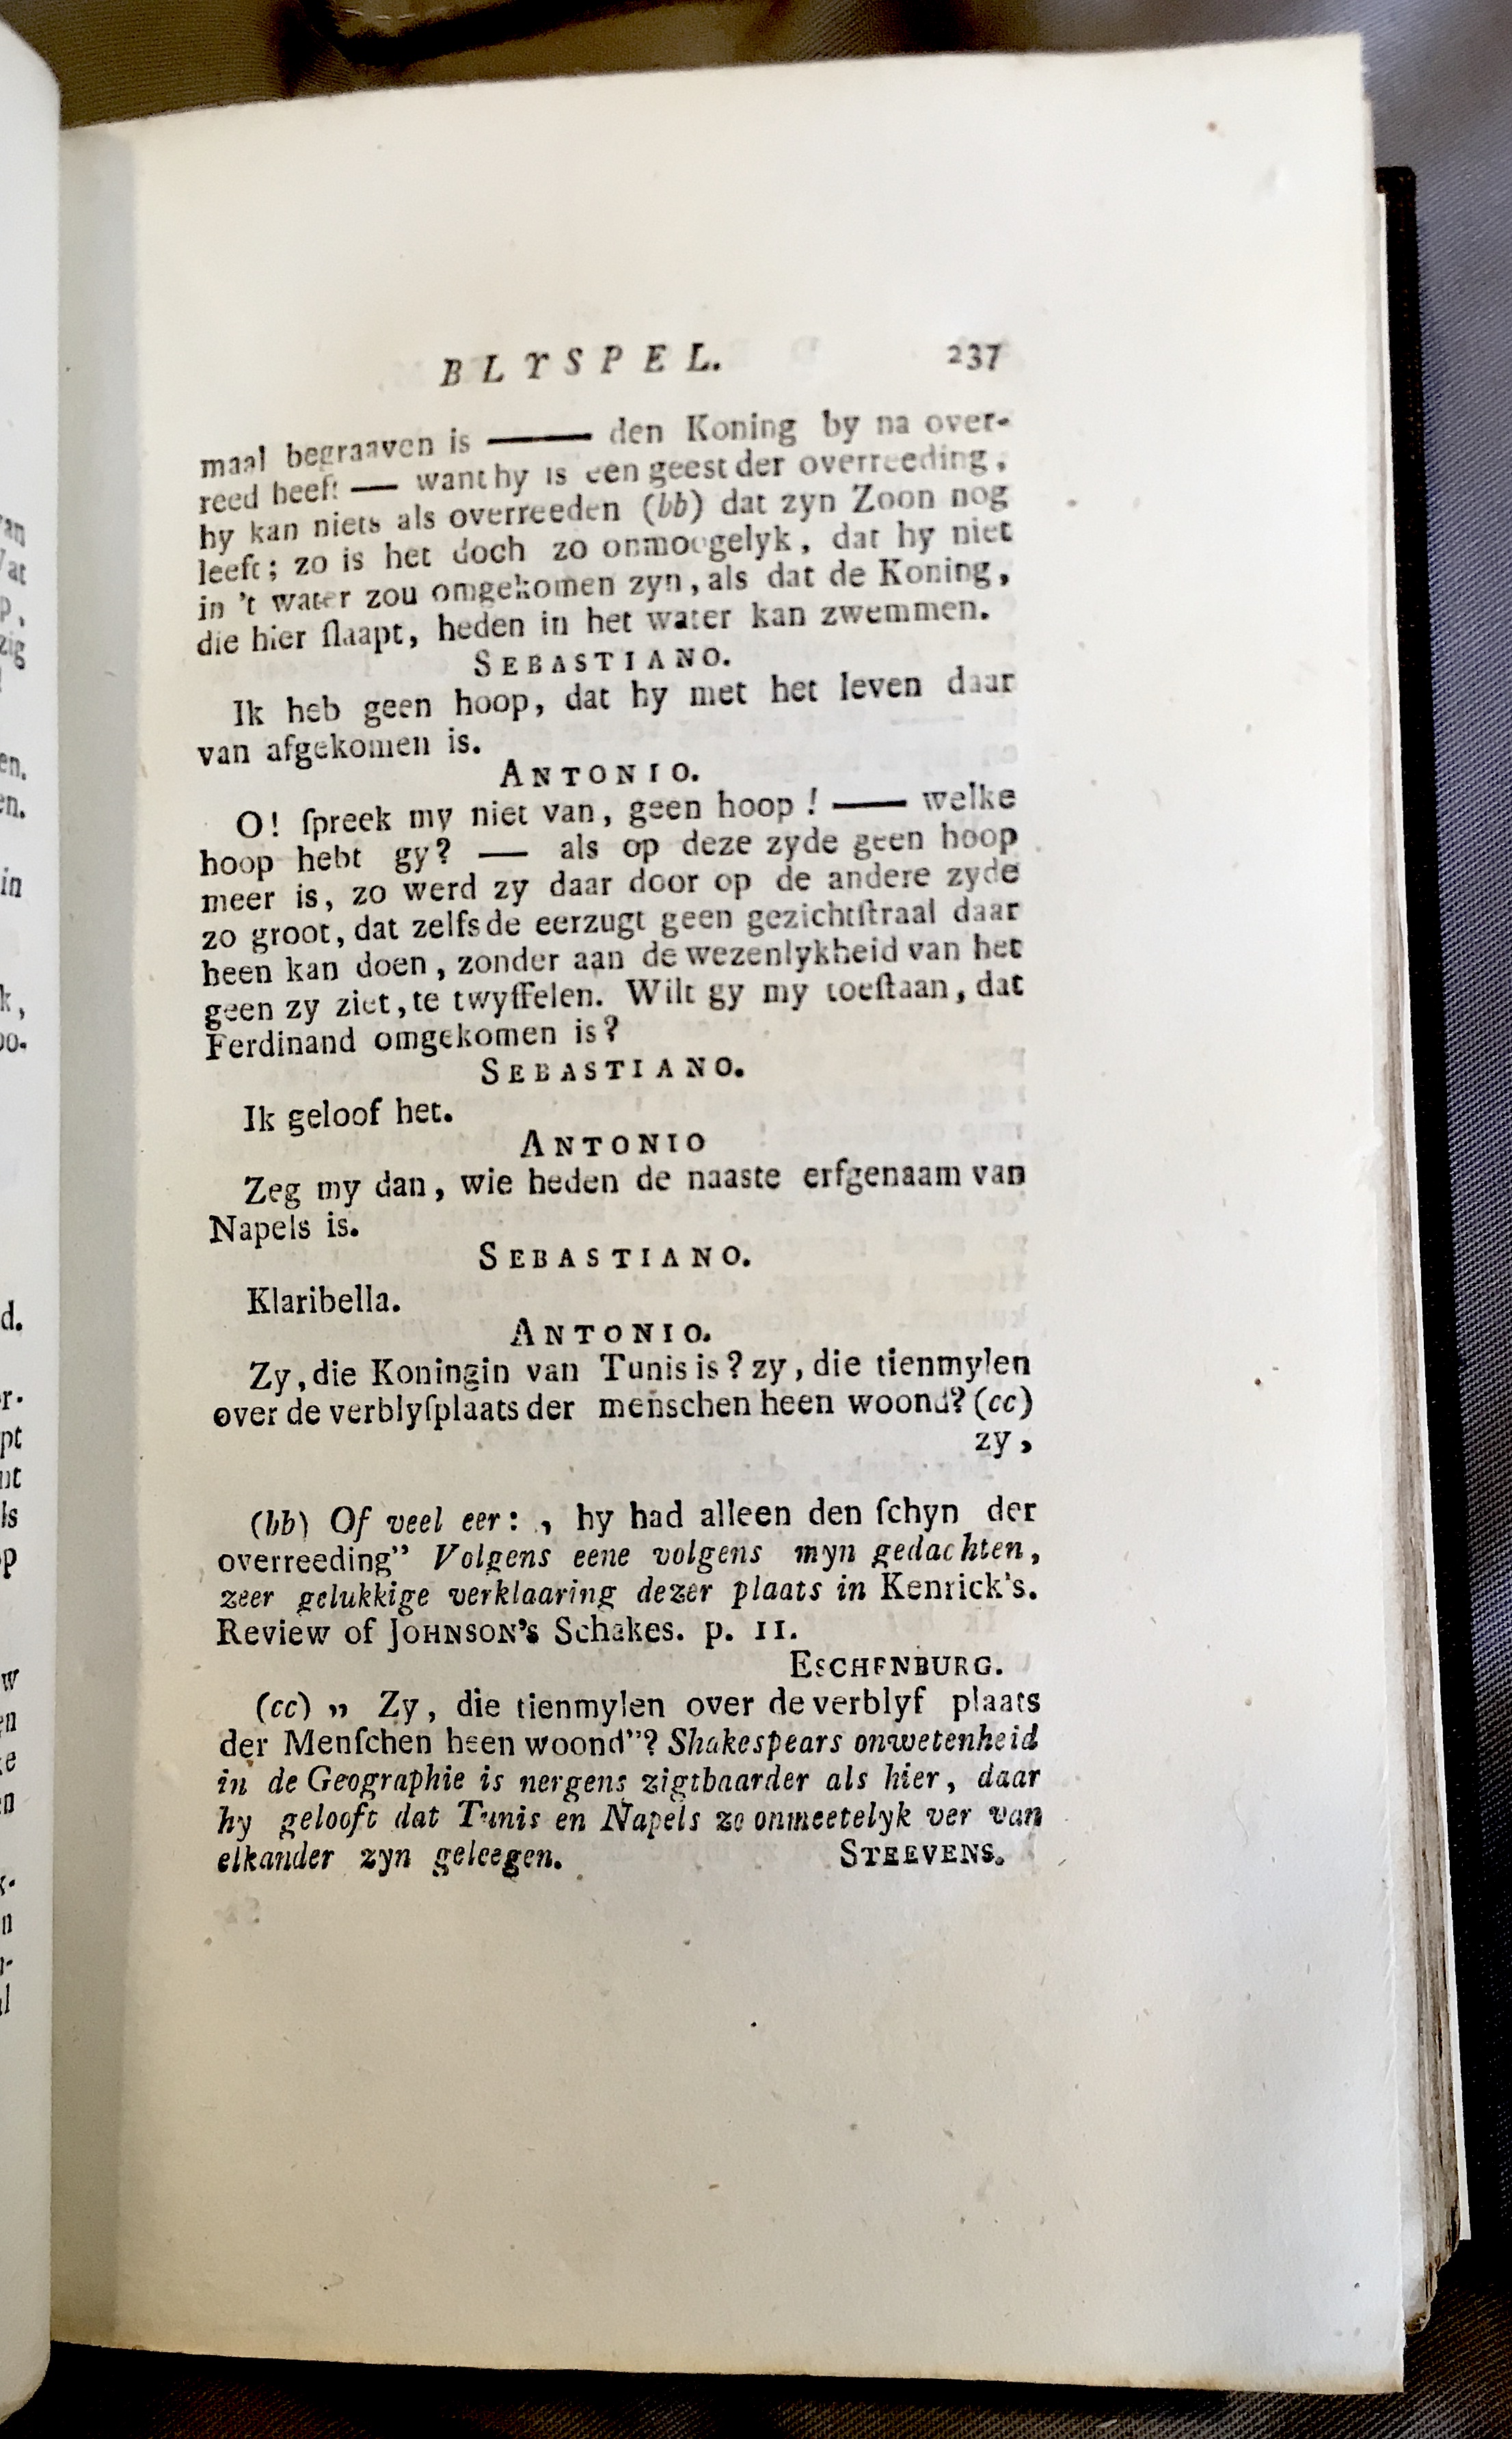 BLYSPEL. 237
maal begraaven is —— den Koning by na over-
reed heeft — want hy is een geest der overreeding,
hy kan niets als overreeden (bb) dat zyn Zoon nog
leeft; zo is het doch zo onmoogelyk, dat hy niet
in 't water zou omgekomen zyn, als dat de Koning,
die hier ſlaapt, heden in het water kan zwemmen.
SEBASTIANO.
Ik heb geen hoop, dat hy met het leven daar
van afgekomen is.
ANTONIO.
O! ſpreek my niet van, geen hoop! —— welke
hoop hebt gy? — als op deze zyde geen hoop
meer is, zo werd zy daar door op de andere zyde
zo groot, dat zelfs de eerzugt geen gezichtſtraal daar
heen kan doen, zonder aan de wezenlykheid van het
geen zy ziet, te twyffelen. Wilt gy my toeſtaan, dat
Ferdinand omgekomen is?
SEBASTIANO.
Ik geloof het.
ANTONIO
Zeg my dan, wie heden de naaste erfgenaam van
Napels is.
SEBASTIANO.
Klaribella.
ANTONIO.
Zy, die Koningin van Tunis is? zy, die tienmylen
over de verblyfſplaats der menschen heen woond? (cc)
zy,
(bb) Of veel eer: , hy had alleen den ſchyn der
overreeding" Volgens eene volgens myn gedachten,
zeer gelukkige verklaaring dezer plaats in Kenrick's.
Review of JOHNSON's Schakes. p. 11.
ESCHENBURG.
(cc) „ Zy, die tienmylen over de verblyf plaats
der Menſchen heen woond"? Shakespears onwetenheid
in de Geographie is nergens zigtbaarder als hier, daar
hy gelooft dat Tunis en Napels zo onmeetelyk ver van
elkander zyn geleegen. STEEVENS.